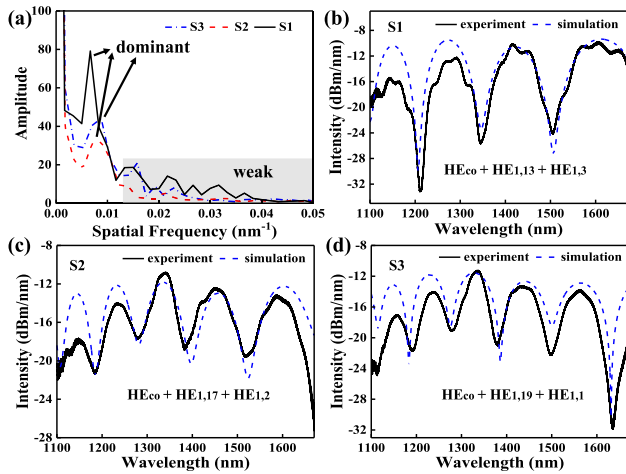 (a)
S3 S2 S1
100
80
60
40
20
0
dominant
weak
Amplitude
0.00 0.01 0.02 0.03 0.04 0.05
Spatial Frequency (nm-1)
(b)
S1
experiment simulation
-8
-12
-16
-20
-24
-28
-32
Intensity (dBm/nm)
HEco + HE1,13 + HE1,3
1100 1200 1300 1400 1500 1600
Wavelength (nm)
(c)
S2
experiment simulation
-8
-12
-16
-20
-24
-28
Intensity (dBm/nm)
HEco + HE1,17 + HE1,2
1100 1200 1300 1400 1500 1600
Wavelength (nm)
(d)
S3
experiment simulation
-8
-12
-16
-20
-24
-28
-32
Intensity (dBm/nm)
HEco + HE1,19 + HE1,1
1100 1200 1300 1400 1500 1600
Wavelength (nm)